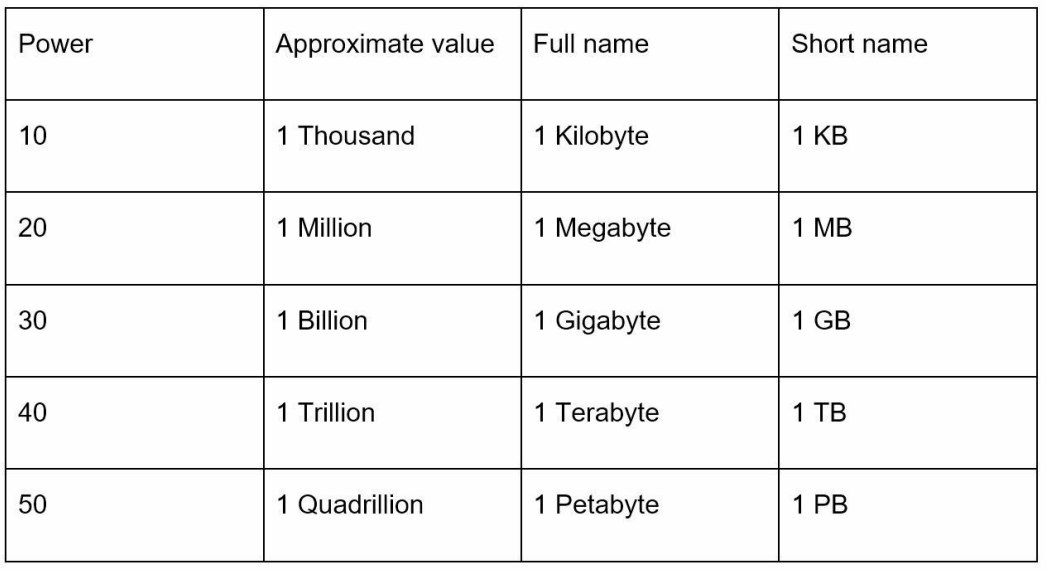 Power Approximate value Full name Short name
10 1 Thousand 1 Kilobyte 1 KB
20 1 Million 1 Megabyte 1 MB
30 1 Billion 1 Gigabyte 1 GB
40 1 Trillion 1 Terabyte 1 TB
50 1 Quadrillion 1 Petabyte 1 PB